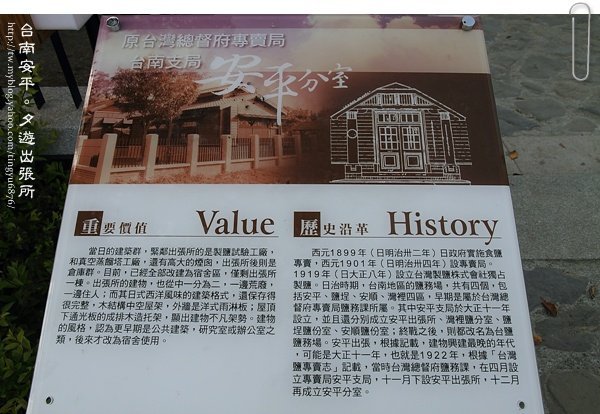 台南安平。夕遊出張所
http://tw.myblog.yahoo.com/tingyu6876/
原台灣總督府專賣局
台南支局 安平分室
重要價值 Value
當日的建築群，緊鄰出張所的是製鹽試驗工廠，
和真空蒸餾塔工廠，還有高大的煙囪，出張所後則是
倉庫群。目前，已經全部改建為宿舍區，僅剩出張所
一棟。出張所的建物，也從中一分為二，一邊荒廢，
一邊住人；而其日式西洋風味的建築格式，還保存得
很完整，木結構中空屋架，外牆是洋式雨淋板；屋頂
下通光板的成排木造托架，顯出建物不凡架勢。建物
的風格，認為更早期是公共建築，研究室或辦公室之
類，後來才改為宿舍使用。
歷史沿革 History
西元1899年（日明治卅二年）日政府實施食鹽
專賣，西元1901年（日明治卅四年）設專賣局。
1919年（日大正八年）設立台灣製鹽株式會社獨占
製鹽。日治時期，台南地區的鹽務場，共有四個，包
括安平、鹽埕、安順、灣裡四區，早期是屬於台灣總
督府專賣局鹽務課所屬。其中安平支局於大正十一年
設立，並且還分別成立安平出張所、灣裡鹽分室、鹽
埕鹽份室、安順鹽分室；終戰之後，則都改名為台鹽
鹽務場。安平出張，根據記載，建物興建最晚的年代
，可能是大正十一年，也就是1922年，根據「台灣
鹽專賣志」記載，當時台灣總督府鹽務課，在四月設
立專賣局安平支局，十一月下設安平出張所，十二月
再成立安平分室。